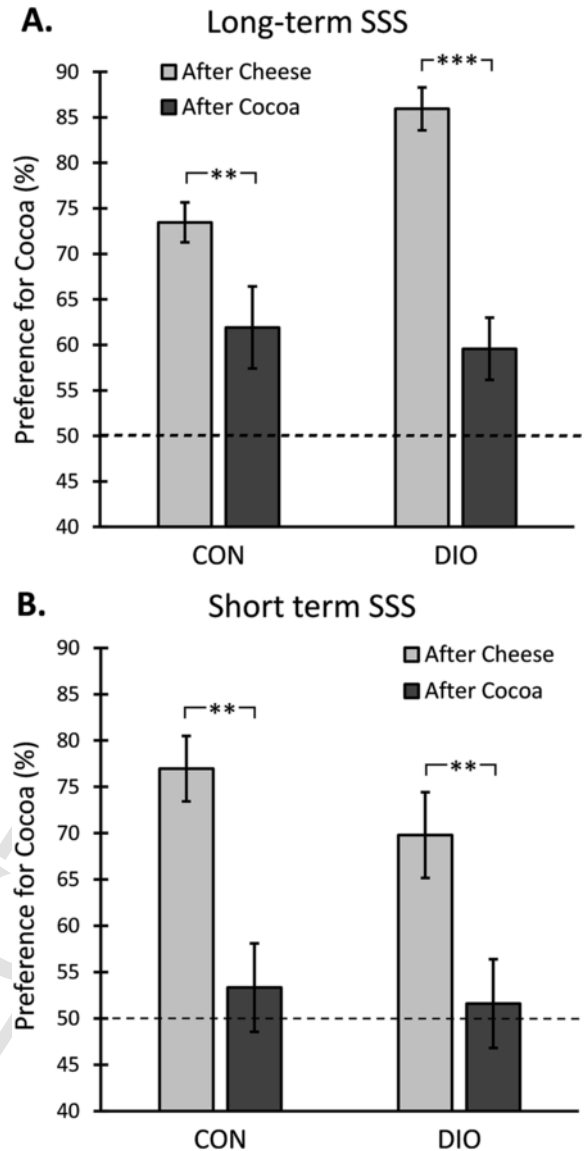 A. Long-term SSS
After Cheese
After Cocoa
Preference for Cocoa (%)
90
85
80
75
70
65
60
55
50
45
40
**
***
CON DIO
B. Short term SSS
After Cheese
After Cocoa
Preference for Cocoa (%)
90
85
80
75
70
65
60
55
50
45
40
**
**
CON DIO